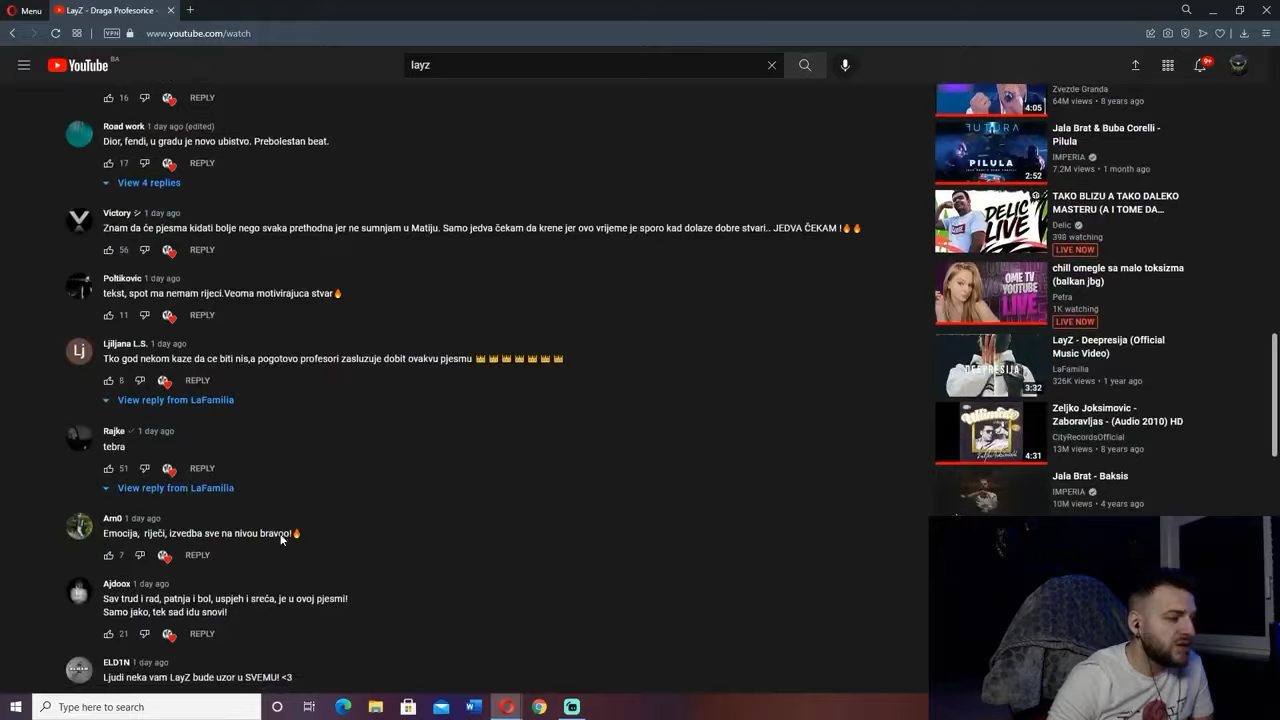 Menu
LayZ - Draga Profesorice -
VPN
www.youtube.com/watch
YouTube BA
layz
9+
16
REPLY
Road work 1 day ago (edited)
Dior, fendi, u gradu je novo ubistvo. Prebolestan beat.
17
REPLY
View 4 replies
Victory シ 1 day ago
Znam da će pjesma kidati bolje nego svaka prethodna jer ne sumnjam u Matiju. Samo jedva čekam da krene jer ovo vrijeme je sporo kad dolaze dobre stvari.. JEDVA ČEKAM !🔥🔥
56
REPLY
Poltikovic 1 day ago
tekst, spot ma nemam rijeci.Veoma motivirajuca stvar🔥
11
REPLY
Lj
Ljiljana L.S. 1 day ago
Tko god nekom kaze da ce biti nis,a pogotovo profesori zasluzuje dobit ovakvu pjesmu 👑👑👑👑👑👑👑
8
REPLY
View reply from LaFamilia
Rajke 1 day ago
tebra
51
REPLY
View reply from LaFamilia
Am0 1 day ago
Emocija, riječi, izvedba sve na nivou bravoo!🔥
7
REPLY
Ajdoox 1 day ago
Sav trud i rad, patnja i bol, uspjeh i sreća, je u ovoj pjesmi!
Samo jako, tek sad idu snovi!
21
REPLY
ELD1N 1 day ago
Ljudi neka vam LayZ bude uzor u SVEMU! <3
4:05
Zvezde Granda
64M views • 8 years ago
FUTURA
PILULA
2:52
Jala Brat & Buba Corelli -
Pilula
IMPERIA
7.2M views • 1 month ago
DELIC
LIVE
TAKO BLIZU A TAKO DALEKO
MASTERU (A I TOME DA...
Delic
398 watching
LIVE NOW
OME TV
YOUTUBE
LIVE
chill omegle sa malo toksizma
(balkan jbg)
Petra
1K watching
LIVE NOW
DEEPRESIJA
3:32
LayZ - Deepresija (Official
Music Video)
LaFamilia
326K views • 1 year ago
Ultimate
4:31
Zeljko Joksimovic -
Zaboravljas - (Audio 2010) HD
CityRecordsOfficial
13M views • 8 years ago
Jala Brat - Baksis
IMPERIA
10M views • 4 years ago
Type here to search